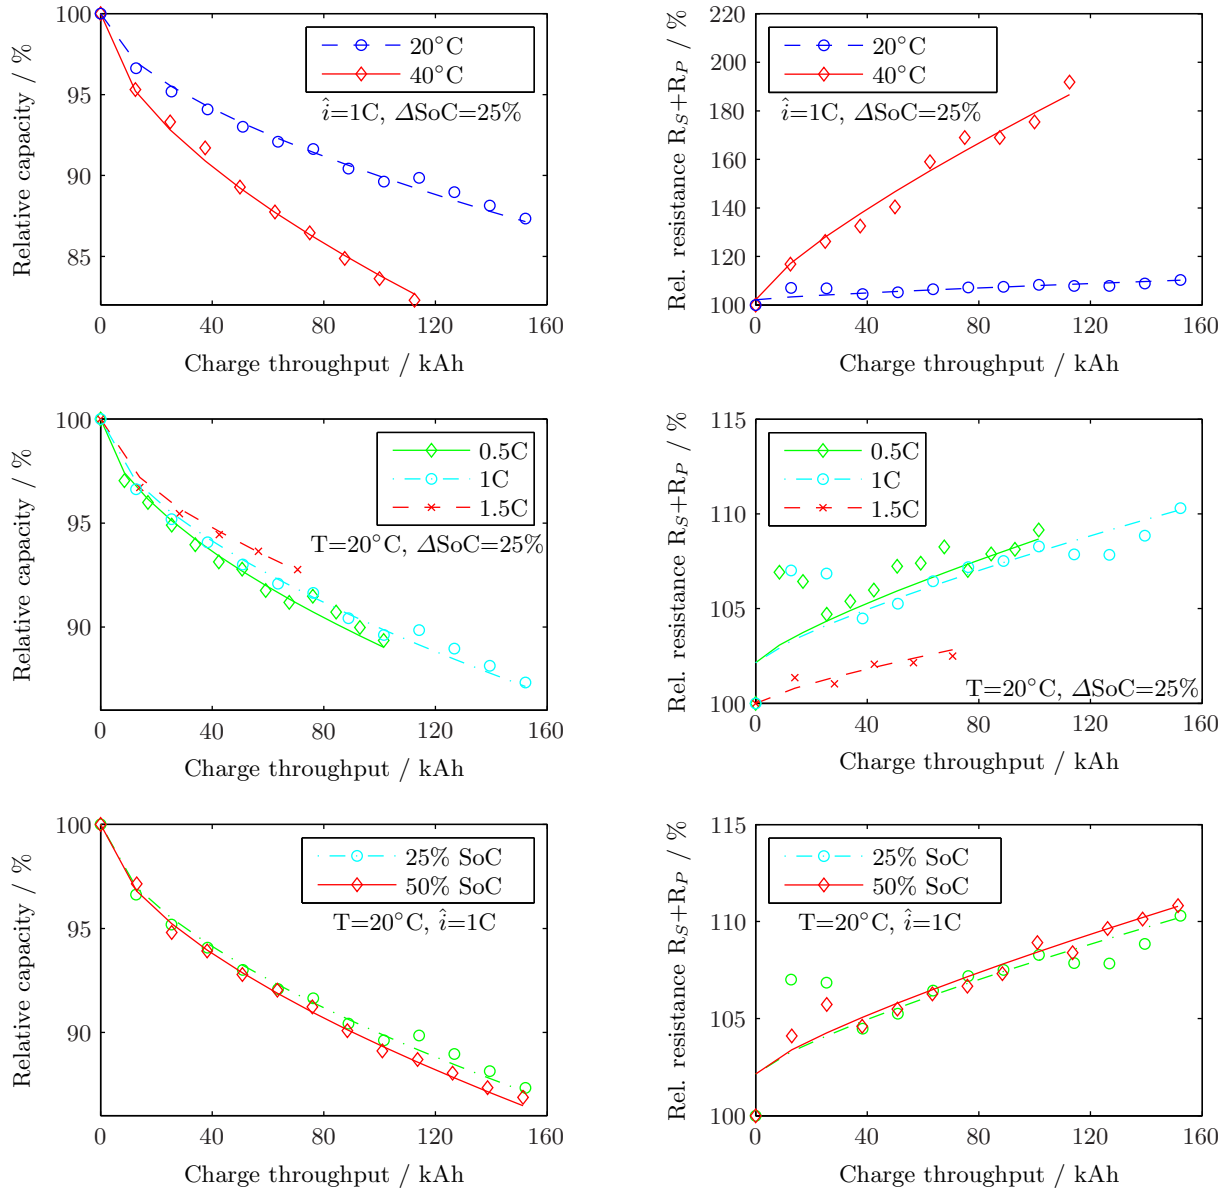 100
95
90
85
0
40
80
120
160
Relative capacity / %
Charge throughput / kAh
20°C
40°C
î=1C, ΔSoC=25%
220
200
180
160
140
120
110
100
0
40
80
120
160
Rel. resistance R_S+R_P / %
Charge throughput / kAh
20°C
40°C
î=1C, ΔSoC=25%
100
95
90
0
40
80
120
160
Relative capacity / %
Charge throughput / kAh
0.5C
1C
1.5C
T=20°C, ΔSoC=25%
115
110
105
100
0
40
80
120
160
Rel. resistance R_S+R_P / %
Charge throughput / kAh
0.5C
1C
1.5C
T=20°C, ΔSoC=25%
100
95
90
0
40
80
120
160
Relative capacity / %
Charge throughput / kAh
25% SoC
50% SoC
T=20°C, î=1C
115
110
105
100
0
40
80
120
160
Rel. resistance R_S+R_P / %
Charge throughput / kAh
25% SoC
50% SoC
T=20°C, î=1C